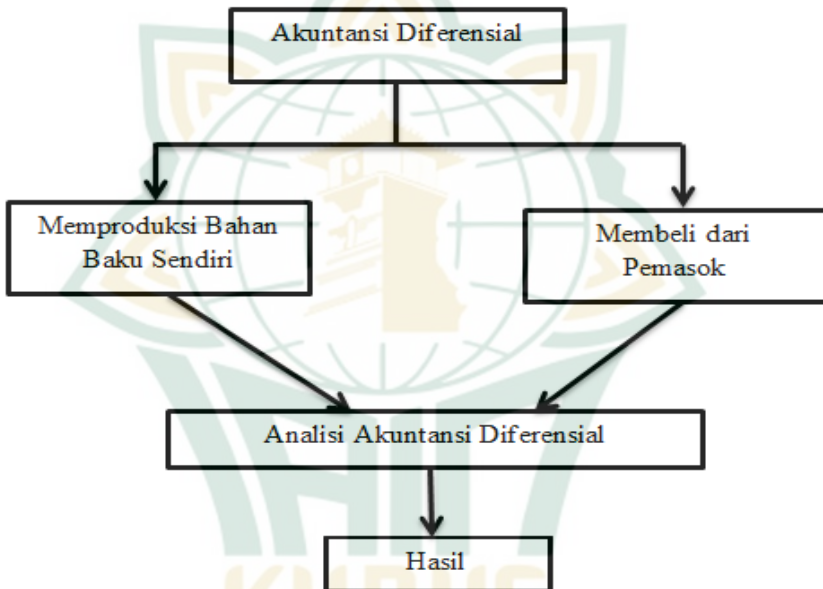 Akuntansi Diferensial
Memproduksi Bahan
Baku Sendiri
Membeli dari
Pemasok
Analisi Akuntansi Diferensial
Hasil